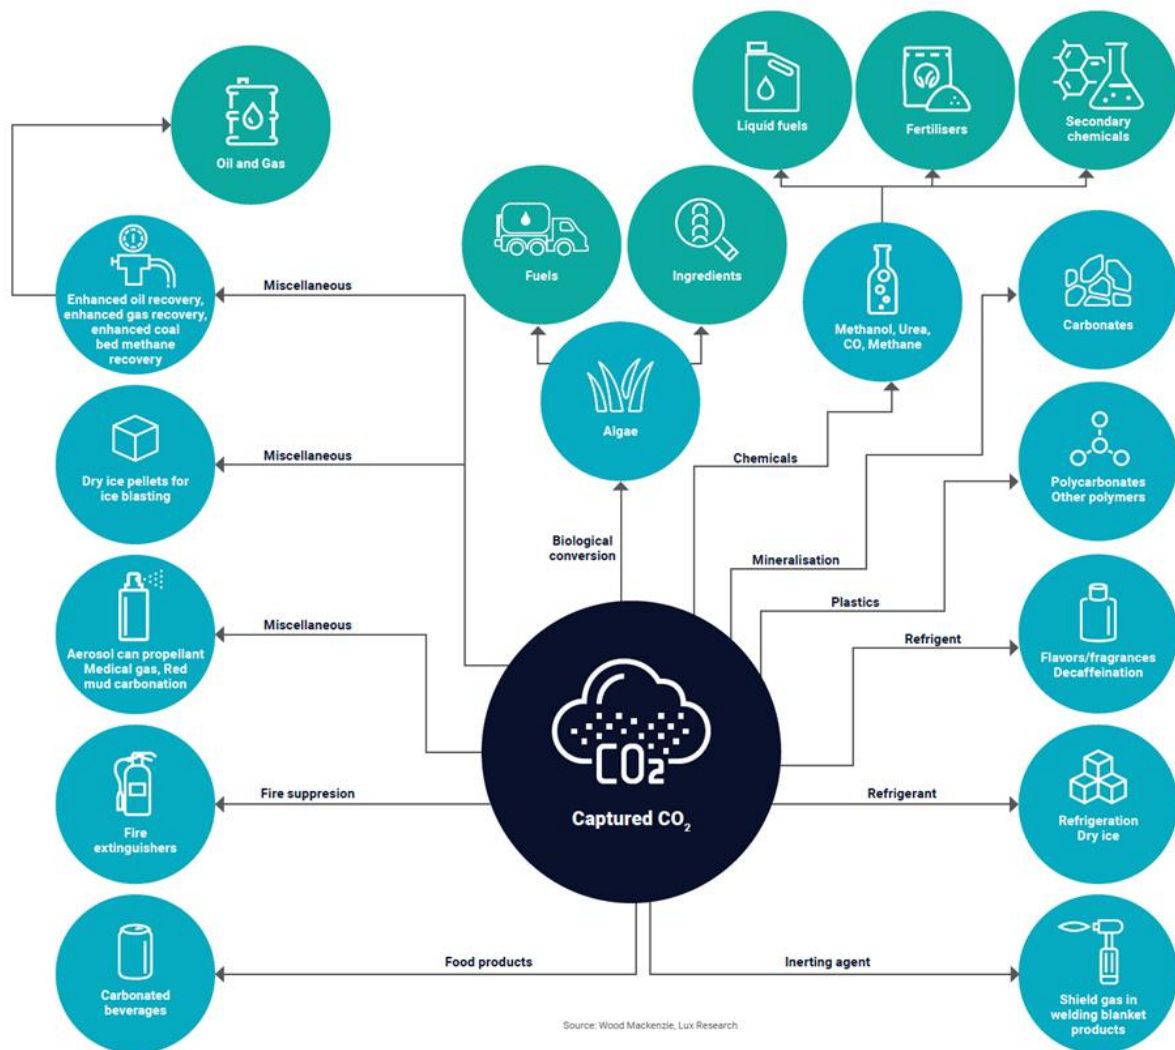 Oil and Gas
Liquid fuels
Fertilisers
Secondary
chemicals
Fuels
Ingredients
Enhanced oil recovery,
enhanced gas recovery,
enhanced coal
bed methane
recovery
Miscellaneous
Methanol, Urea,
CO, Methane
Carbonates
Algae
Dry ice pellets for
ice blasting
Miscellaneous
Chemicals
Polycarbonates
Other polymers
Biological
conversion
Mineralisation
Plastics
Aerosol can propellant
Medical gas, Red
mud carbonation
Miscellaneous
Refrigent
Flavors/fragrances
Decaffeination
CO2
Captured CO₂
Fire
extinguishers
Fire suppresion
Refrigerant
Refrigeration
Dry ice
Carbonated
beverages
Food products
Inerting agent
Shield gas in
welding blanket
products
Source: Wood Mackenzie, Lux Research